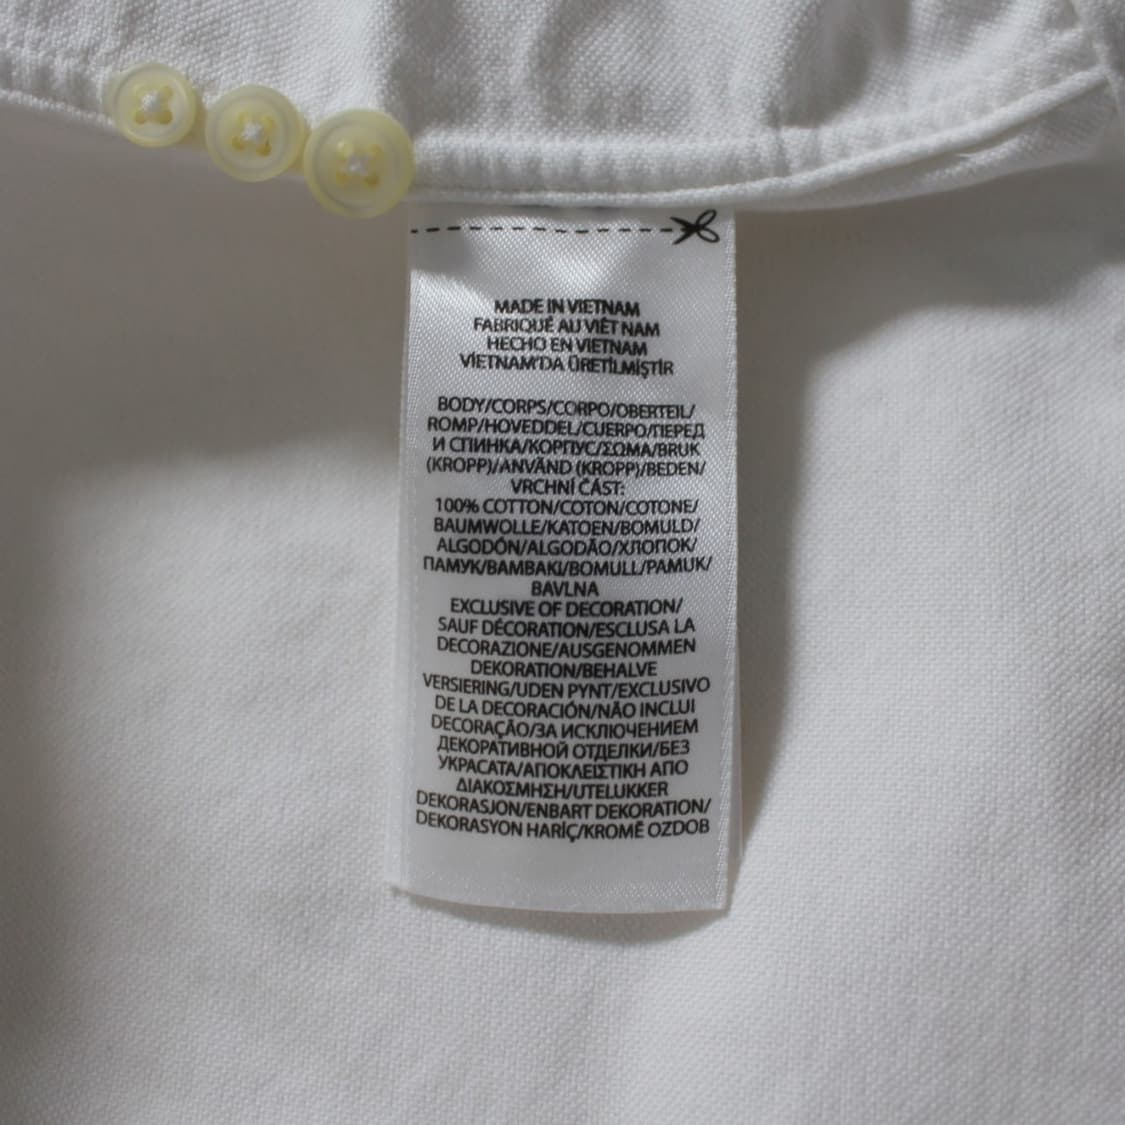 MADE IN VIETNAM
FABRIQUÉ AU VIÊT NAM
HECHO EN VIETNAM
VİETNAM'DA ÜRETİLMİŞTİR
BODY/CORPS/CORPO/OBERTEIL/
ROMP/HOVEDDEL/CUERPO/ПЕРЕД
И СПИНКА/КОРПУС/ΣΩΜΑ/BRUK
(KROPP)/ANVÄND (KROPP)/BEDEN/
VRCHNÍ ČÁST:
100% COTTON/COTON/COTONE/
BAUMWOLLE/KATOEN/BOMULD/
ALGODÓN/ALGODÃO/ХЛОПОК/
ПАМУК/ΒΑΜΒΑΚΙ/BOMULL/PAMUK/
BAVLNA
EXCLUSIVE OF DECORATION/
SAUF DÉCORATION/ESCLUSA LA
DECORAZIONE/AUSGENOMMEN
DEKORATION/BEHALVE
VERSIERING/UDEN PYNT/EXCLUSIVO
DE LA DECORACIÓN/NÃO INCLUI
DECORAÇÃO/ЗА ИСКЛЮЧЕНИЕМ
ДЕКОРАТИВНОЙ ОТДЕЛКИ/БЕЗ
УКРАСАТА/ΑΠΟΚΛΕΙΣΤΙΚΗ ΑΠΟ
ΔΙΑΚΟΣΜΗΣΗ/UTELUKKER
DEKORASJON/ENBART DEKORATION/
DEKORASYON HARİÇ/KROMĚ OZDOB